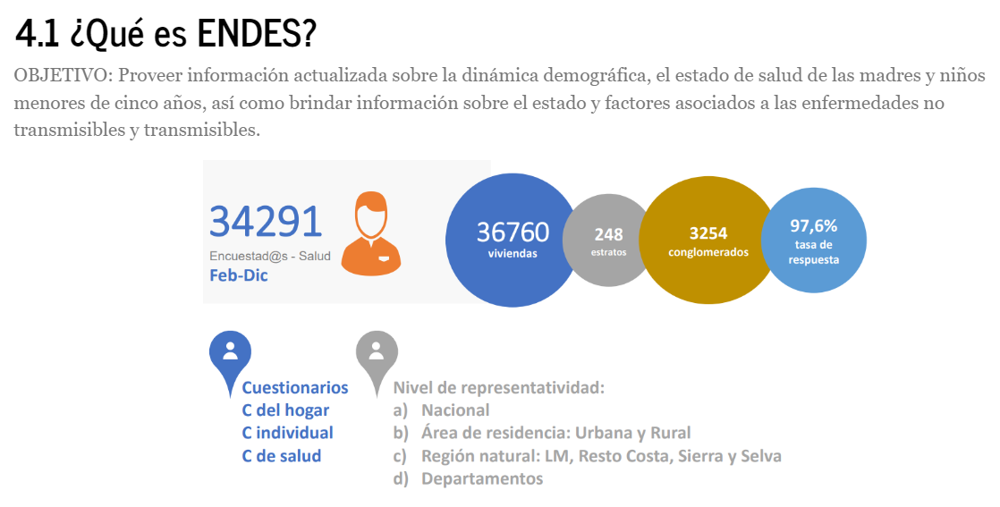 4.1 ¿Qué es ENDES?
OBJETIVO: Proveer información actualizada sobre la dinámica demográfica, el estado de salud de las madres y niños
menores de cinco años, así como brindar información sobre el estado y factores asociados a las enfermedades no
transmisibles y transmisibles.
34291
Encuestad@s - Salud
Feb-Dic
36760
viviendas
248
estratos
3254
conglomerados
97,6%
tasa de
respuesta
Cuestionarios
C del hogar
C individual
C de salud
Nivel de representatividad:
a) Nacional
b) Área de residencia: Urbana y Rural
c) Región natural: LM, Resto Costa, Sierra y Selva
d) Departamentos